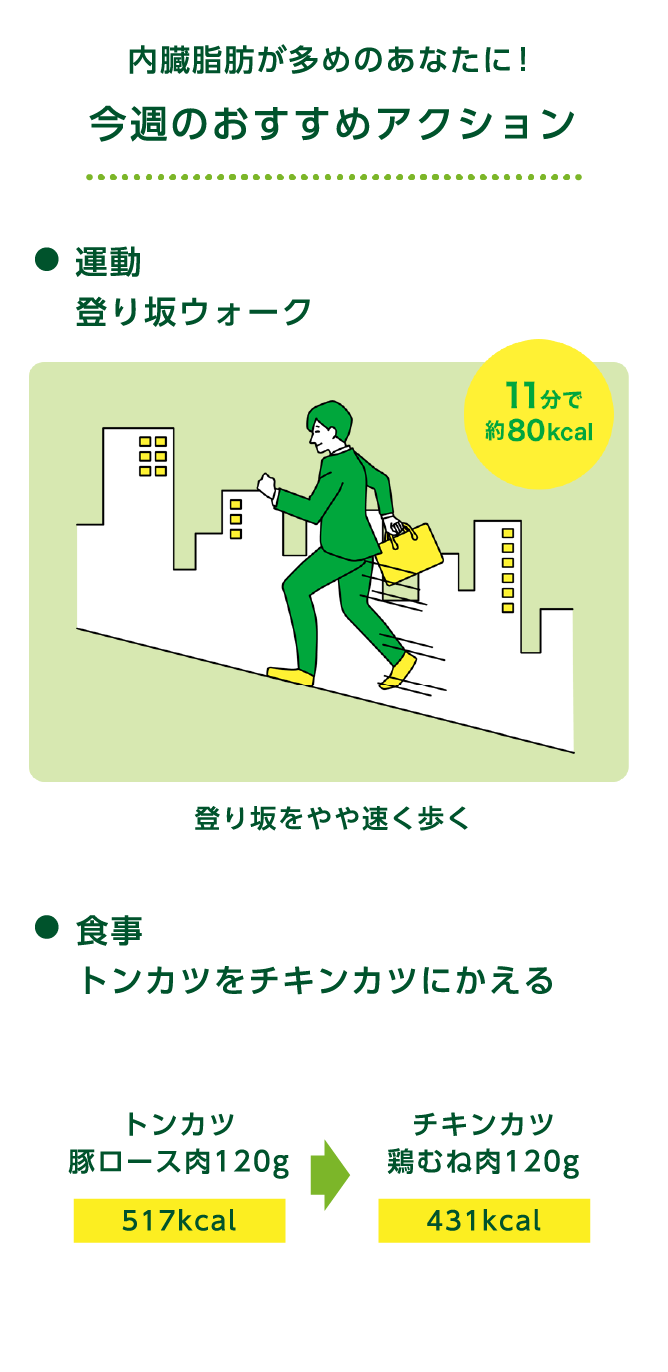 内臓脂肪が多めのあなたに！
今週のおすすめアクション
● 運動
登り坂ウォーク
11分で
約80kcal
登り坂をやや速く歩く
● 食事
トンカツをチキンカツにかえる
トンカツ
豚ロース肉120g
517kcal
チキンカツ
鶏むね肉120g
431kcal